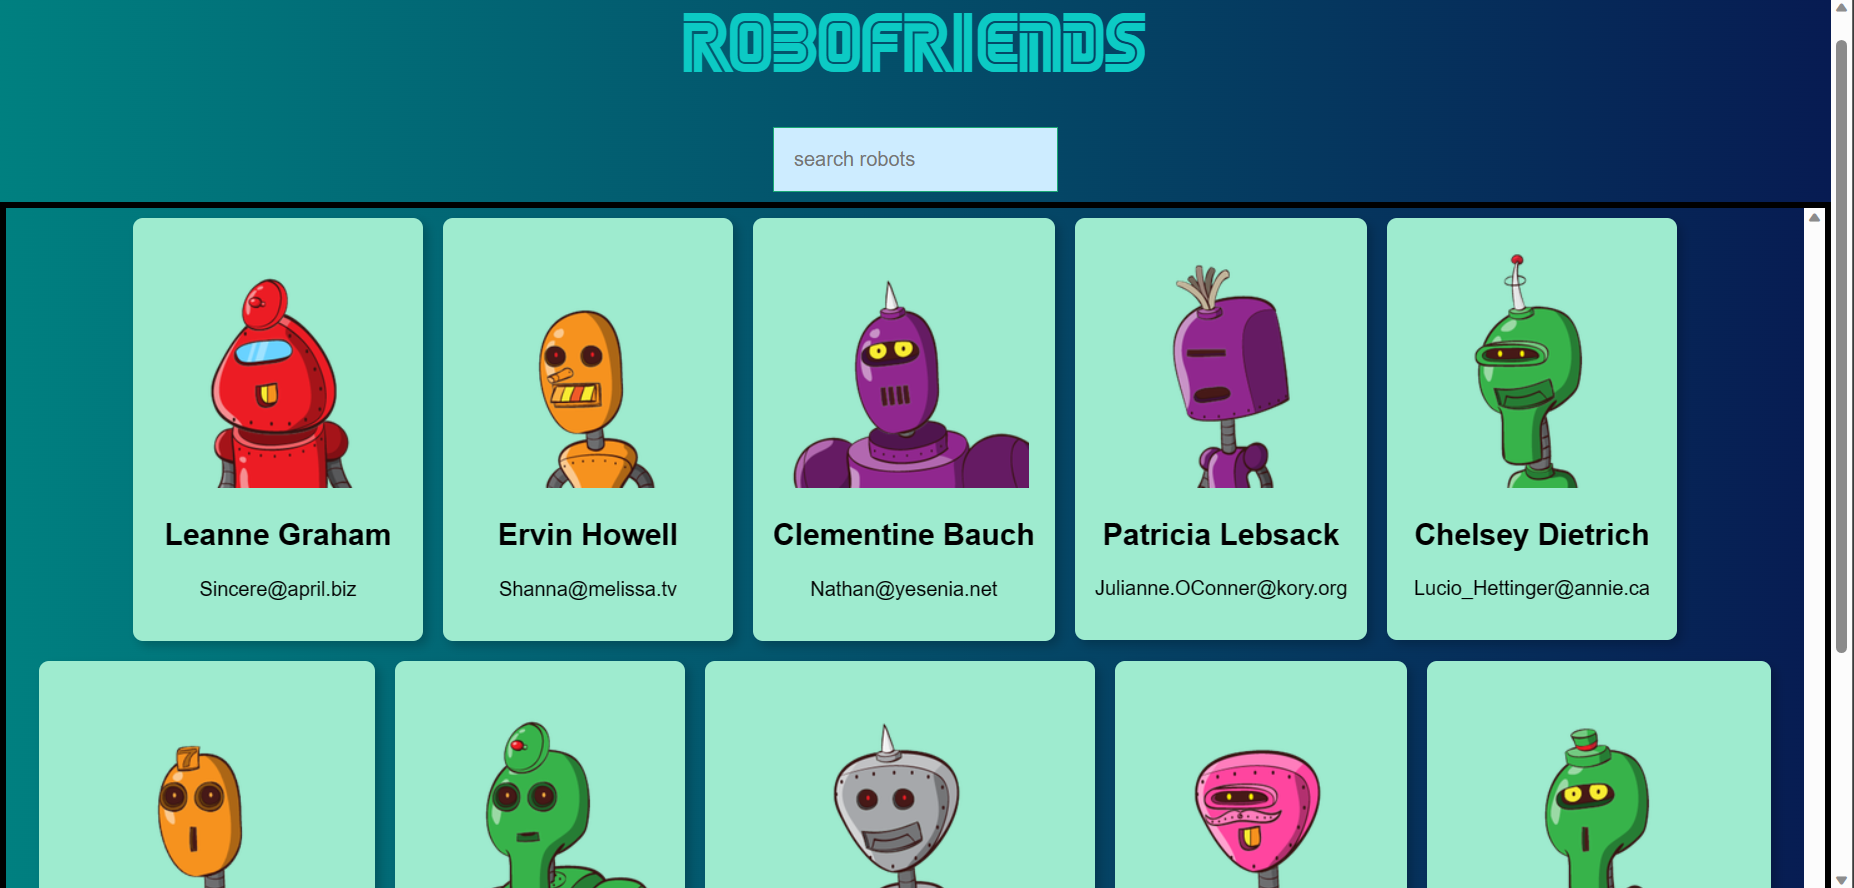 ROBOFRIENDS
search robots
Leanne Graham
Sincere@april.biz
Ervin Howell
Shanna@melissa.tv
Clementine Bauch
Nathan@yesenia.net
Patricia Lebsack
Julianne.OConner@kory.org
Chelsey Dietrich
Lucio_Hettinger@annie.ca
7